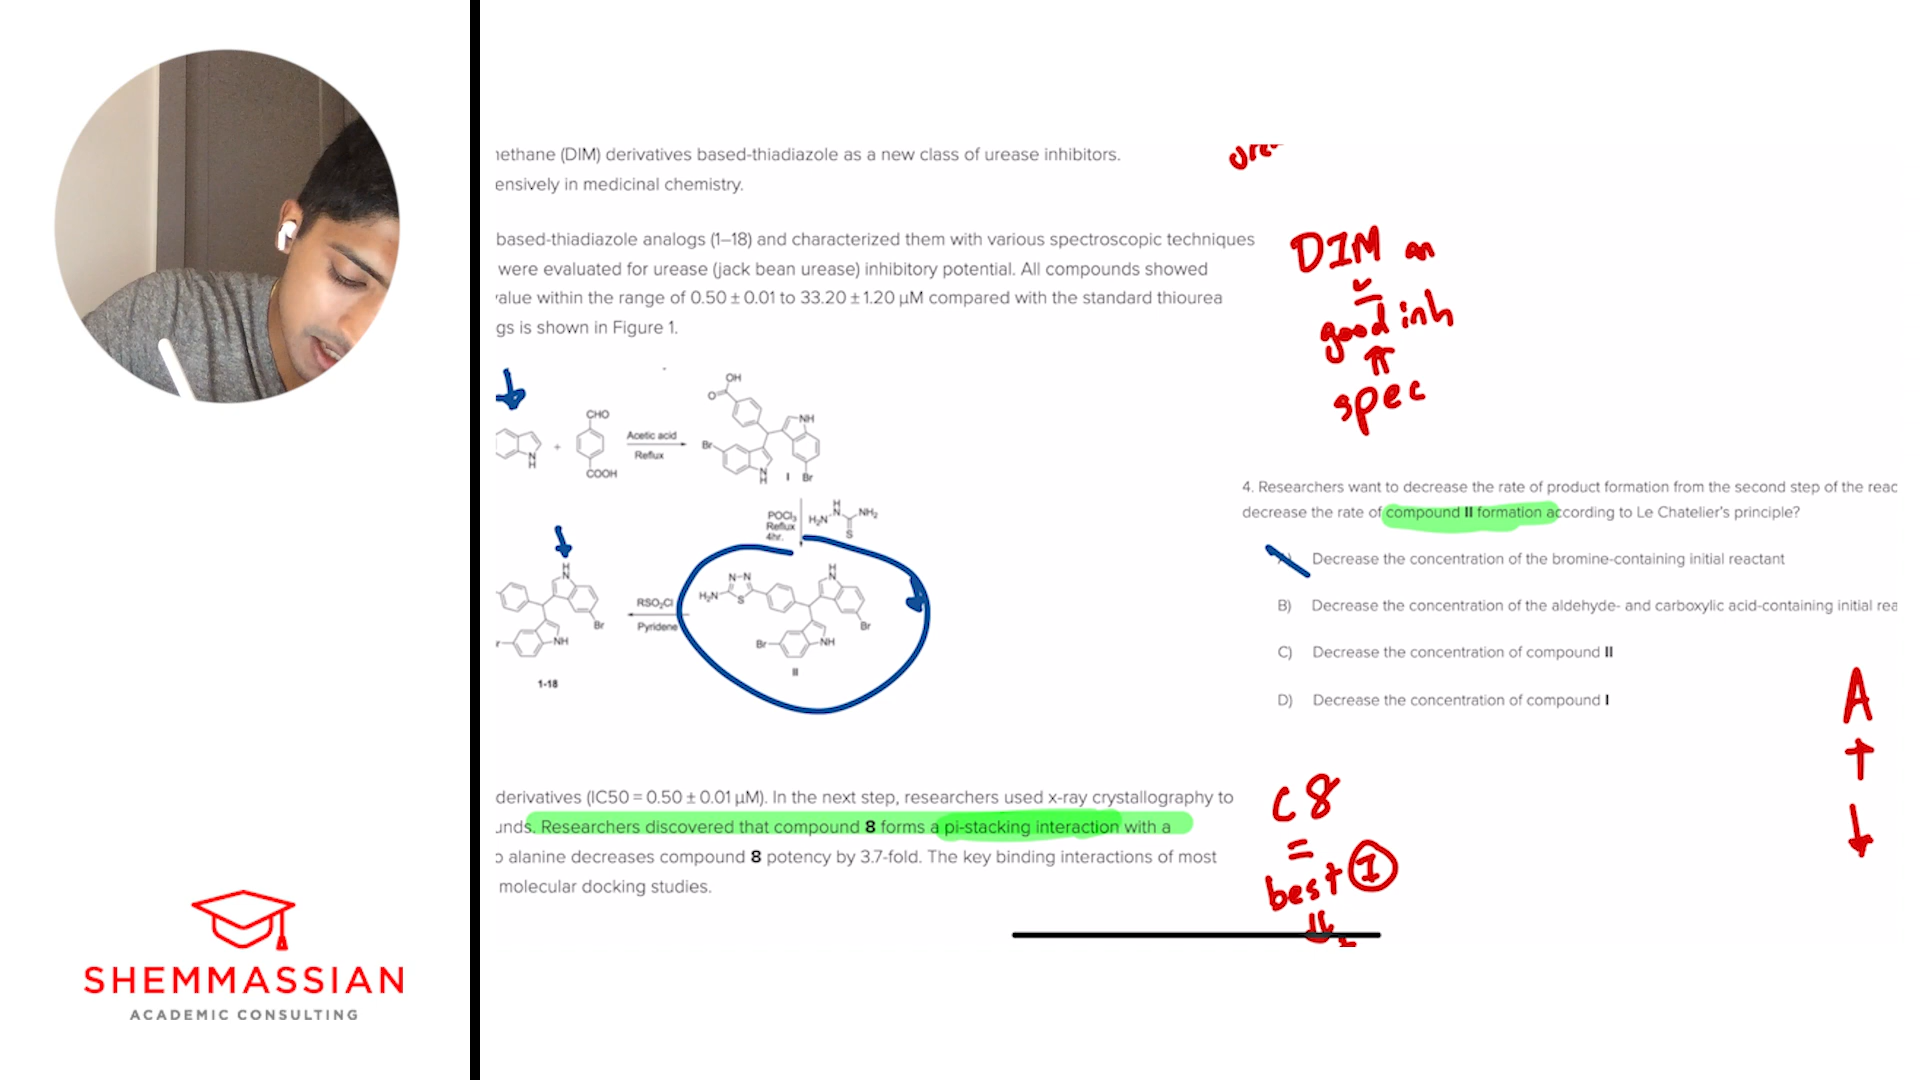 nethane (DIM) derivatives based-thiadiazole as a new class of urease inhibitors.
ensively in medicinal chemistry.
based-thiadiazole analogs (1–18) and characterized them with various spectroscopic techniques
were evaluated for urease (jack bean urease) inhibitory potential. All compounds showed
alue within the range of 0.50 ± 0.01 to 33.20 ± 1.20 µM compared with the standard thiourea
gs is shown in Figure 1.
DIM an
good inh
spec
N
H
+
CHO
COOH
Acetic acid
Reflux
OH
O
NH
Br
N
H
I
Br
POCl3
Reflux
4hr.
H2N
H
N
NH2
S
H
N
Br
NH
1-18
RSO2Cl
Pyridene
H2N
N-N
S
H
N
Br
Br
NH
II
4. Researchers want to decrease the rate of product formation from the second step of the reac
decrease the rate of compound II formation according to Le Chatelier's principle?
Decrease the concentration of the bromine-containing initial reactant
B) Decrease the concentration of the aldehyde- and carboxylic acid-containing initial rea
C) Decrease the concentration of compound II
D) Decrease the concentration of compound I
A
derivatives (IC50 = 0.50 ± 0.01 µM). In the next step, researchers used x-ray crystallography to
unds. Researchers discovered that compound 8 forms a pi-stacking interaction with a
o alanine decreases compound 8 potency by 3.7-fold. The key binding interactions of most
molecular docking studies.
C8
=
best I
SHEMMASSIAN
ACADEMIC CONSULTING